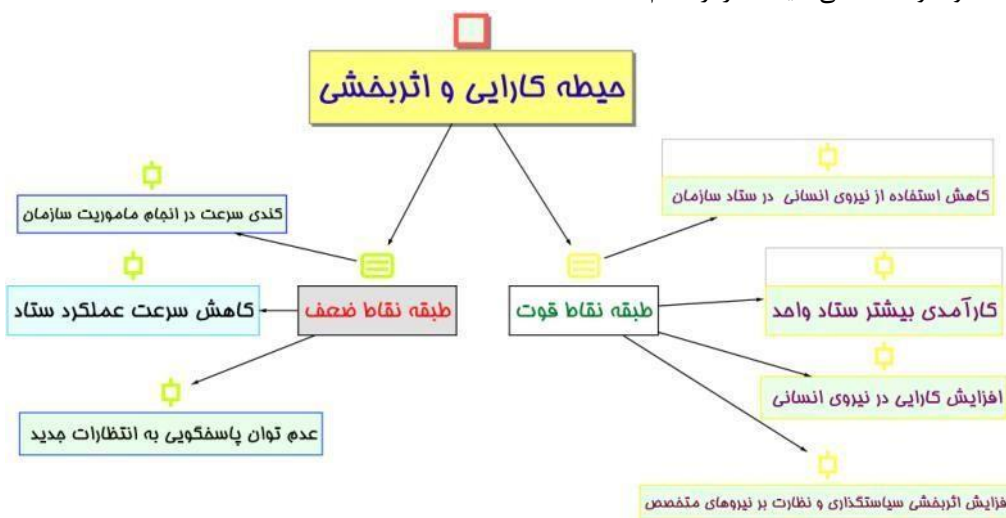 حیطه کارایی و اثربخشی
کاهش استفاده از نیروی انسانی در ستاد سازمان
کندی سرعت در انجام ماموریت سازمان
طبقه نقاط قوت
طبقه نقاط ضعف
کارآمدی بیشتر ستاد واحد
کاهش سرعت عملکرد ستاد
افزایش کارایی در نیروی انسانی
عدم توان پاسخگویی به انتظارات جدید
افزایش اثربخشی سیاستگذاری و نظارت بر نیروهای متخصص